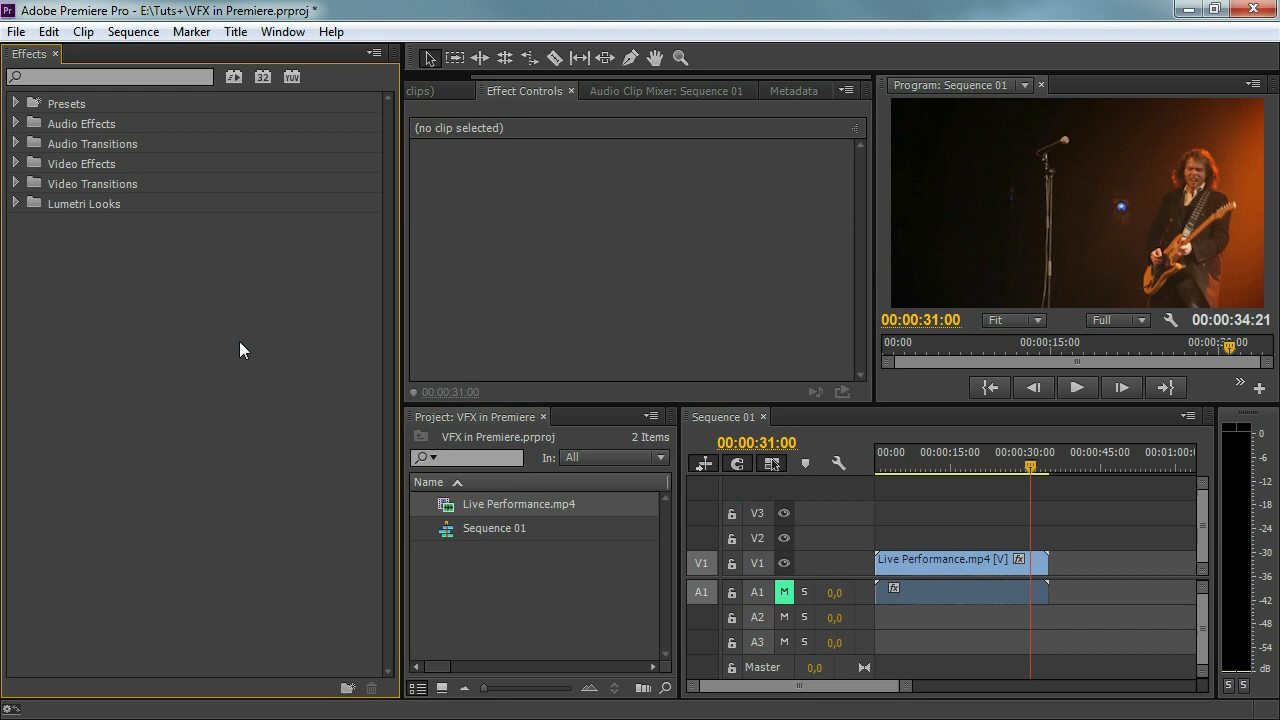 Pr Adobe Premiere Pro - E:\Tuts+\VFX in Premiere.prproj *
File Edit Clip Sequence Marker Title Window Help
Effects ×
32 YUV
Presets
Audio Effects
Audio Transitions
Video Effects
Video Transitions
Lumetri Looks
clips) Effect Controls × Audio Clip Mixer: Sequence 01 Metadata
(no clip selected)
00:00:31:00
Program: Sequence 01 ×
00:00:31:00 Fit Full 00:00:34:21
00:00 00:00:15:00
Project: VFX in Premiere ×
VFX in Premiere.prproj 2 Items
In: All
Name
Live Performance.mp4
Sequence 01
Sequence 01 ×
00:00:31:00
00:00 00:00:15:00 00:00:30:00 00:00:45:00 00:01:00:
V3
V2
V1 V1 Live Performance.mp4 [V] fx
A1 A1 M S 0,0 fx
A2 M S 0,0
A3 M S 0,0
Master 0,0
0
-6
-12
-18
-24
-30
-36
-42
-48
-54
dB
S S